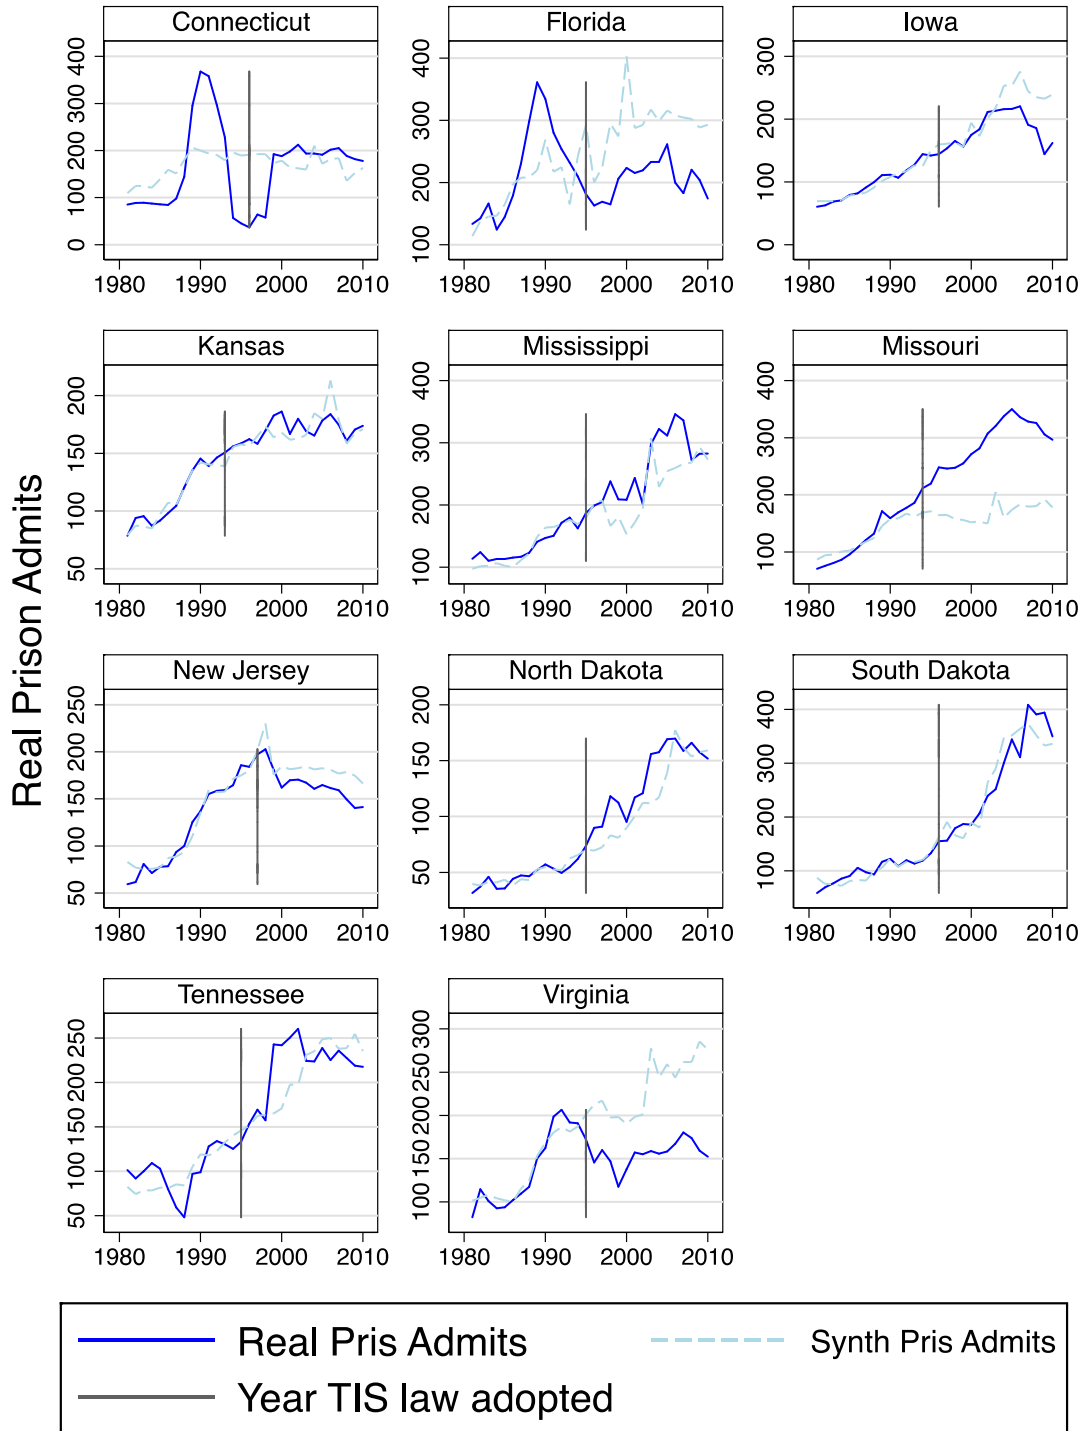 Real Prison Admits
Connecticut
0 100 200 300 400
1980 1990 2000 2010
Florida
100 200 300 400
1980 1990 2000 2010
Iowa
0 100 200 300
1980 1990 2000 2010
Kansas
50 100 150 200
1980 1990 2000 2010
Mississippi
100 200 300 400
1980 1990 2000 2010
Missouri
100 200 300 400
1980 1990 2000 2010
New Jersey
50 100 150 200 250
1980 1990 2000 2010
North Dakota
50 100 150 200
1980 1990 2000 2010
South Dakota
100 200 300 400
1980 1990 2000 2010
Tennessee
50 100 150 200 250
1980 1990 2000 2010
Virginia
100 150 200 250 300
1980 1990 2000 2010
Real Pris Admits
Synth Pris Admits
Year TIS law adopted